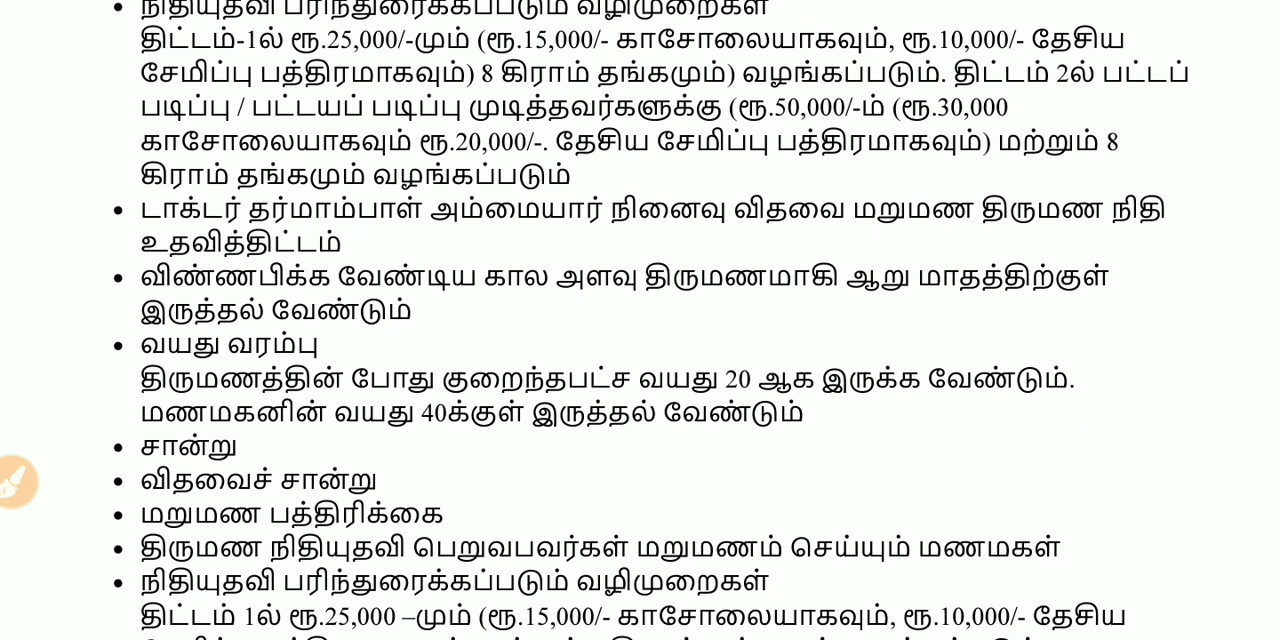 நிதியுதவி பரிந்துரைக்கப்படும் வழிமுறைகள்
திட்டம்-1ல் ரூ.25,000/-மும் (ரூ.15,000/- காசோலையாகவும், ரூ.10,000/- தேசிய
சேமிப்பு பத்திரமாகவும்) 8 கிராம் தங்கமும்) வழங்கப்படும். திட்டம் 2ல் பட்டப்
படிப்பு / பட்டயப் படிப்பு முடித்தவர்களுக்கு (ரூ.50,000/-ம் (ரூ.30,000
காசோலையாகவும் ரூ.20,000/-. தேசிய சேமிப்பு பத்திரமாகவும்) மற்றும் 8
கிராம் தங்கமும் வழங்கப்படும்
டாக்டர் தர்மாம்பாள் அம்மையார் நினைவு விதவை மறுமண திருமண நிதி
உதவித்திட்டம்
விண்ணபிக்க வேண்டிய கால அளவு திருமணமாகி ஆறு மாதத்திற்குள்
இருத்தல் வேண்டும்
வயது வரம்பு
திருமணத்தின் போது குறைந்தபட்ச வயது 20 ஆக இருக்க வேண்டும்.
மணமகனின் வயது 40க்குள் இருத்தல் வேண்டும்
சான்று
விதவைச் சான்று
மறுமண பத்திரிக்கை
திருமண நிதியுதவி பெறுவபவர்கள் மறுமணம் செய்யும் மணமகள்
நிதியுதவி பரிந்துரைக்கப்படும் வழிமுறைகள்
திட்டம் 1ல் ரூ.25,000 –மும் (ரூ.15,000/- காசோலையாகவும், ரூ.10,000/- தேசிய